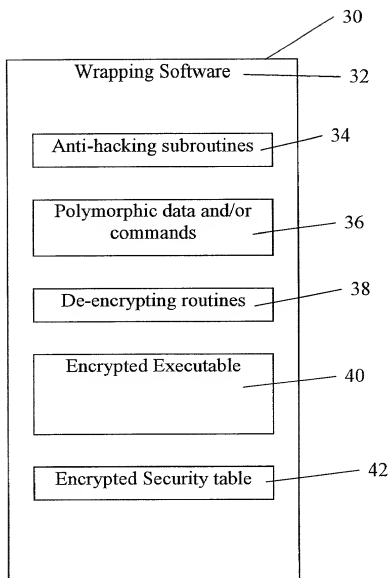 30
Wrapping Software 32
Anti-hacking subroutines 34
Polymorphic data and/or
commands 36
De-encrypting routines 38
Encrypted Executable
40
Encrypted Security table 42